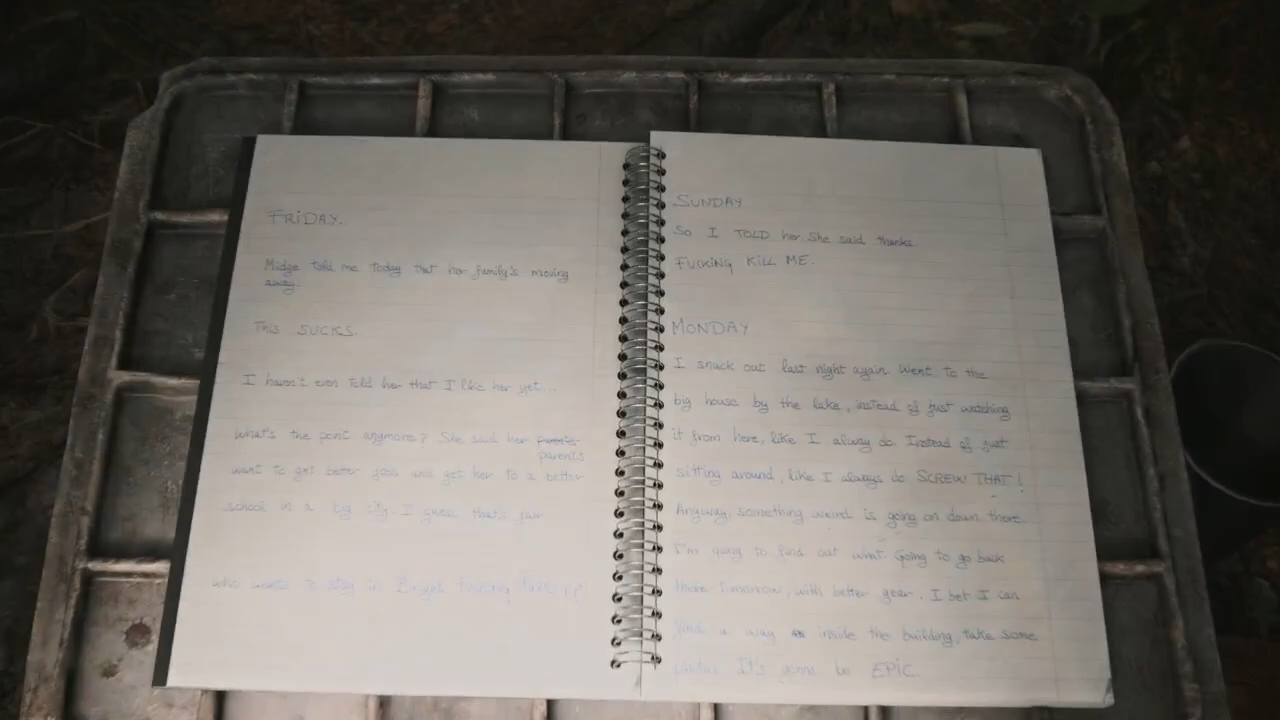 FRIDAY.
Midge told me today that her family's moving
away.
This SUCKS.
I haven't even told her that I like her yet...
what's the point anymore? She said her
parents
want to get better jobs and get her to a better
school in a big city. I guess that's fair
who wants to stay in Bright fucking
SUNDAY
So I TOLD her. She said thanks.
FUCKING KILL ME.
MONDAY
I snuck out last night again. Went to the
big house by the lake, instead of just watching
it from here, like I alway do. Instead of just
sitting around, like I always do SCREW THAT!
Anyway, something weird is going on down there.
I'm going to find out what. Going to go back
there tomorrow, with better gear. I bet I can
find a way inside the building, take some
photos. It's gonna be EPIC.